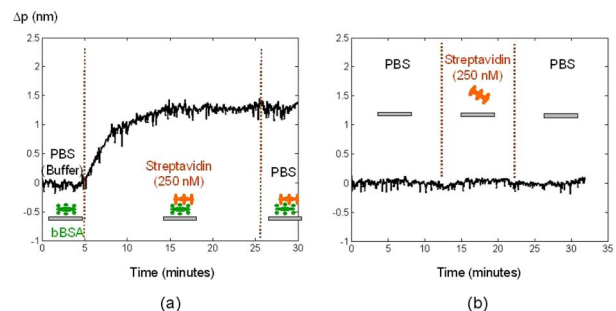 Δp (nm)
2.5
2
1.5
1
0.5
0
-0.5
-1
PBS
(Buffer)
bBSA
Streptavidin
(250 nM)
PBS
0
5
10
15
20
25
30
Time (minutes)
(a)
2.5
2
1.5
1
0.5
0
-0.5
-1
PBS
Streptavidin
(250 nM)
PBS
0
5
10
15
20
25
30
35
Time (minutes)
(b)